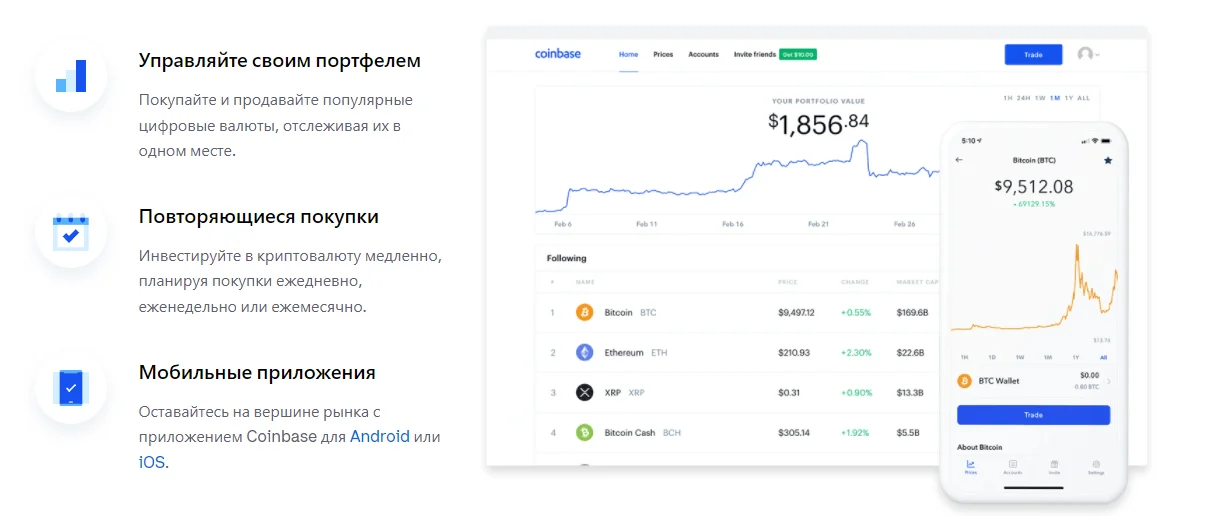 Управляйте своим портфелем
Покупайте и продавайте популярные
цифровые валюты, отслеживая их в
одном месте.
Повторяющиеся покупки
Инвестируйте в криптовалюту медленно,
планируя покупки ежедневно,
еженедельно или ежемесячно.
Мобильные приложения
Оставайтесь на вершине рынка с
приложением Coinbase для Android или
iOS.
coinbase Home Prices Accounts Invite friends Get $10.00 Trade
YOUR PORTFOLIO VALUE
1H 24H 1W 1M 1Y ALL
$1,856.84
Feb 6 Feb 11 Feb 16 Feb 21 Feb 26
Following
# NAME PRICE CHANGE MARKET CAP
1 Bitcoin BTC $9,497.12 +0.55% $169.6B
2 Ethereum ETH $210.93 +2.30% $22.6B
3 XRP XRP $0.31 +0.90% $13.3B
4 Bitcoin Cash BCH $305.14 +1.92% $5.5B
5:10
Bitcoin (BTC)
$9,512.08
+69129.15%
$13.74
1H 1D 1W 1M 1Y All
BTC Wallet $0.00
0.60 BTC
Trade
About Bitcoin
Prices Accounts Invite Settings